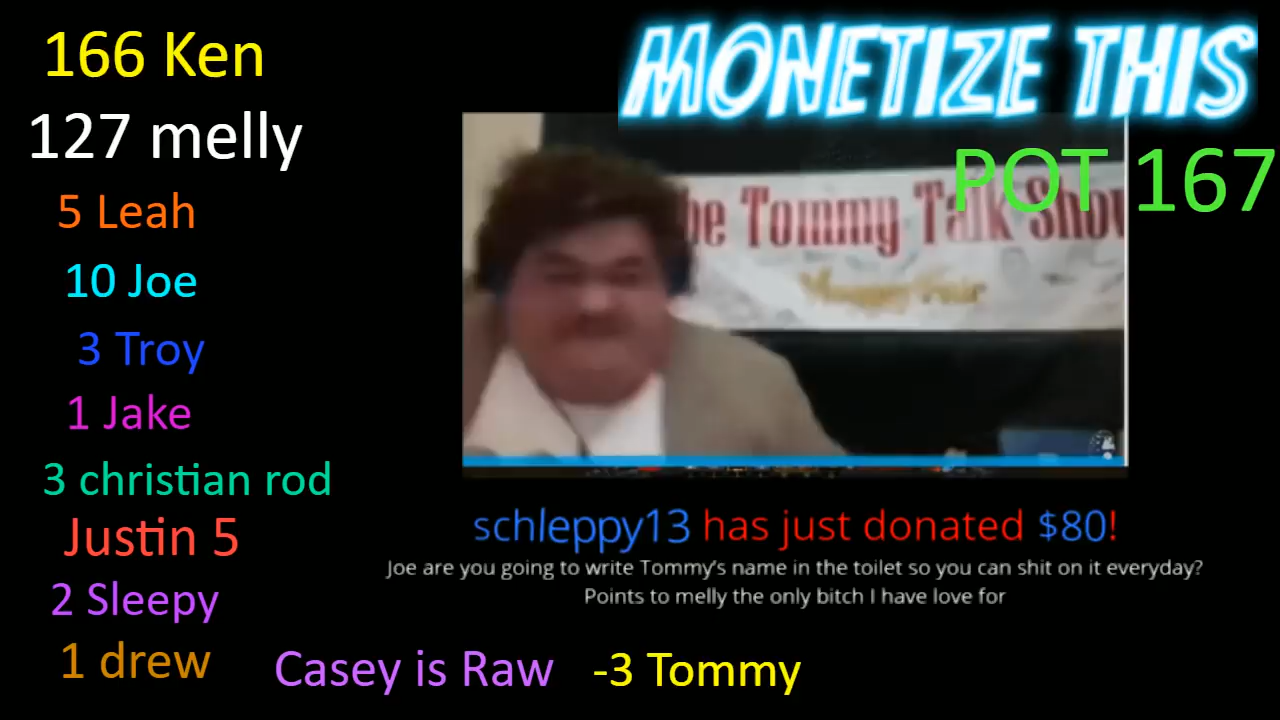 166 Ken
MONETIZE THIS
127 melly
POT 167
5 Leah
The Tommy Talk Show
10 Joe
3 Troy
1 Jake
3 christian rod
Justin 5
schleppy13 has just donated $80!
Joe are you going to write Tommy's name in the toilet so you can shit on it everyday?
Points to melly the only bitch I have love for
2 Sleepy
1 drew
Casey is Raw
-3 Tommy